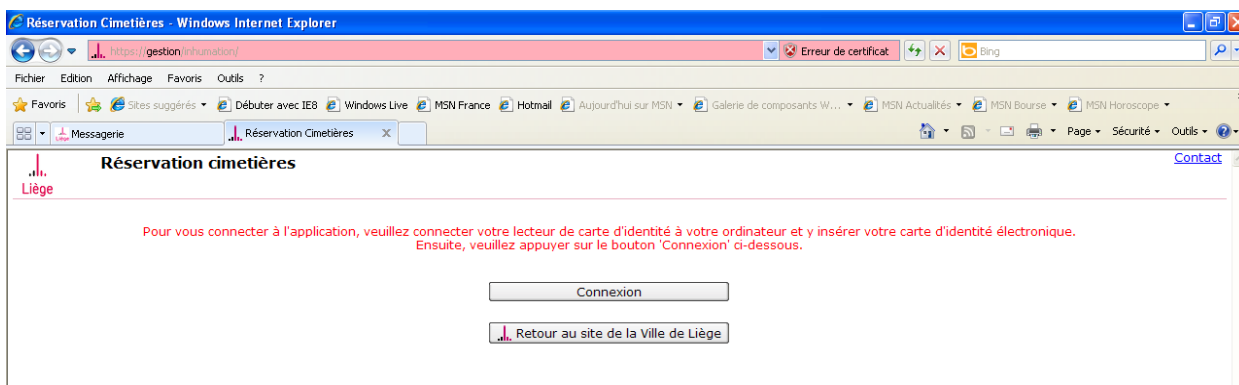 Réservation Cimetières - Windows Internet Explorer
https://gestion/inhumation/ Erreur de certificat Bing
Fichier Edition Affichage Favoris Outils ?
Favoris Sites suggérés Débuter avec IE8 Windows Live MSN France Hotmail Aujourd'hui sur MSN Galerie de composants W... MSN Actualités MSN Bourse MSN Horoscope
Messagerie Réservation Cimetières X Page Sécurité Outils
Réservation cimetières Contact
Liège
Pour vous connecter à l'application, veuillez connecter votre lecteur de carte d'identité à votre ordinateur et y insérer votre carte d'identité électronique.
Ensuite, veuillez appuyer sur le bouton 'Connexion' ci-dessous.
Connexion
Retour au site de la Ville de Liège